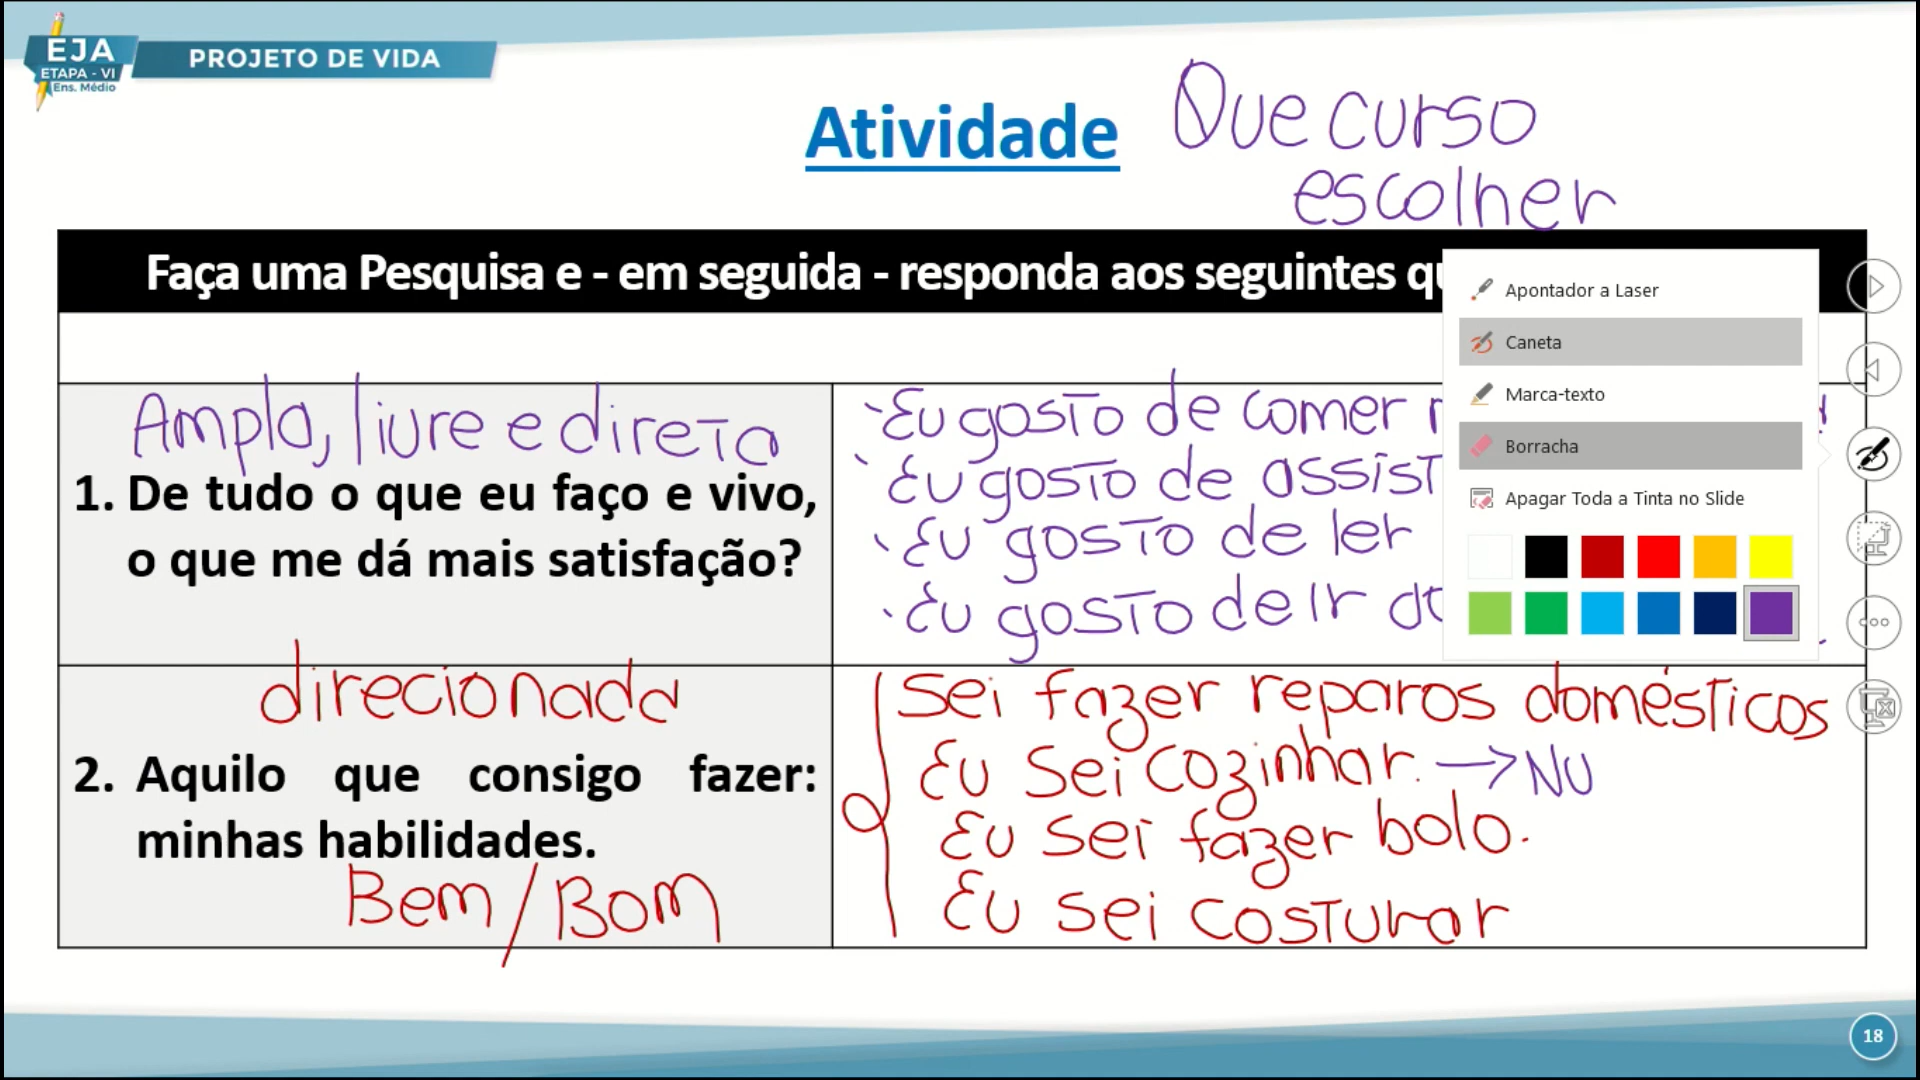 EJA
ETAPA - VI
Ens. Médio
PROJETO DE VIDA
Atividade
Que curso
escolher
Faça uma Pesquisa e - em seguida - responda aos seguintes
Ampla, livre e direta
1. De tudo o que eu faço e vivo,
o que me dá mais satisfação?
Eu gosto de comer
Eu gosto de
Eu gosto de ler
Eu gosto de ir
direcionada
2. Aquilo que consigo fazer:
minhas habilidades.
Bem/Bom
Sei fazer reparos domésticos
Eu sei cozinhar. → NU
Eu sei fazer bolo.
Eu sei costurar
Apontador a Laser
Caneta
Marca-texto
Borracha
Apagar Toda a Tinta no Slide
18